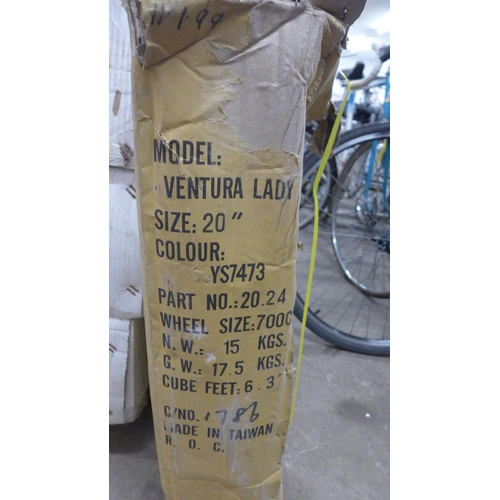 MODEL:
VENTURA LADY
SIZE: 20"
COLOUR:
YS7473
PART NO.:20.24
WHEEL SIZE:700C
N. W.: 15 KGS.
G. W.: 17.5 KGS.
CUBE FEET: 6. 3
C/NO. 1786
MADE IN TAIWAN
R. O. C.